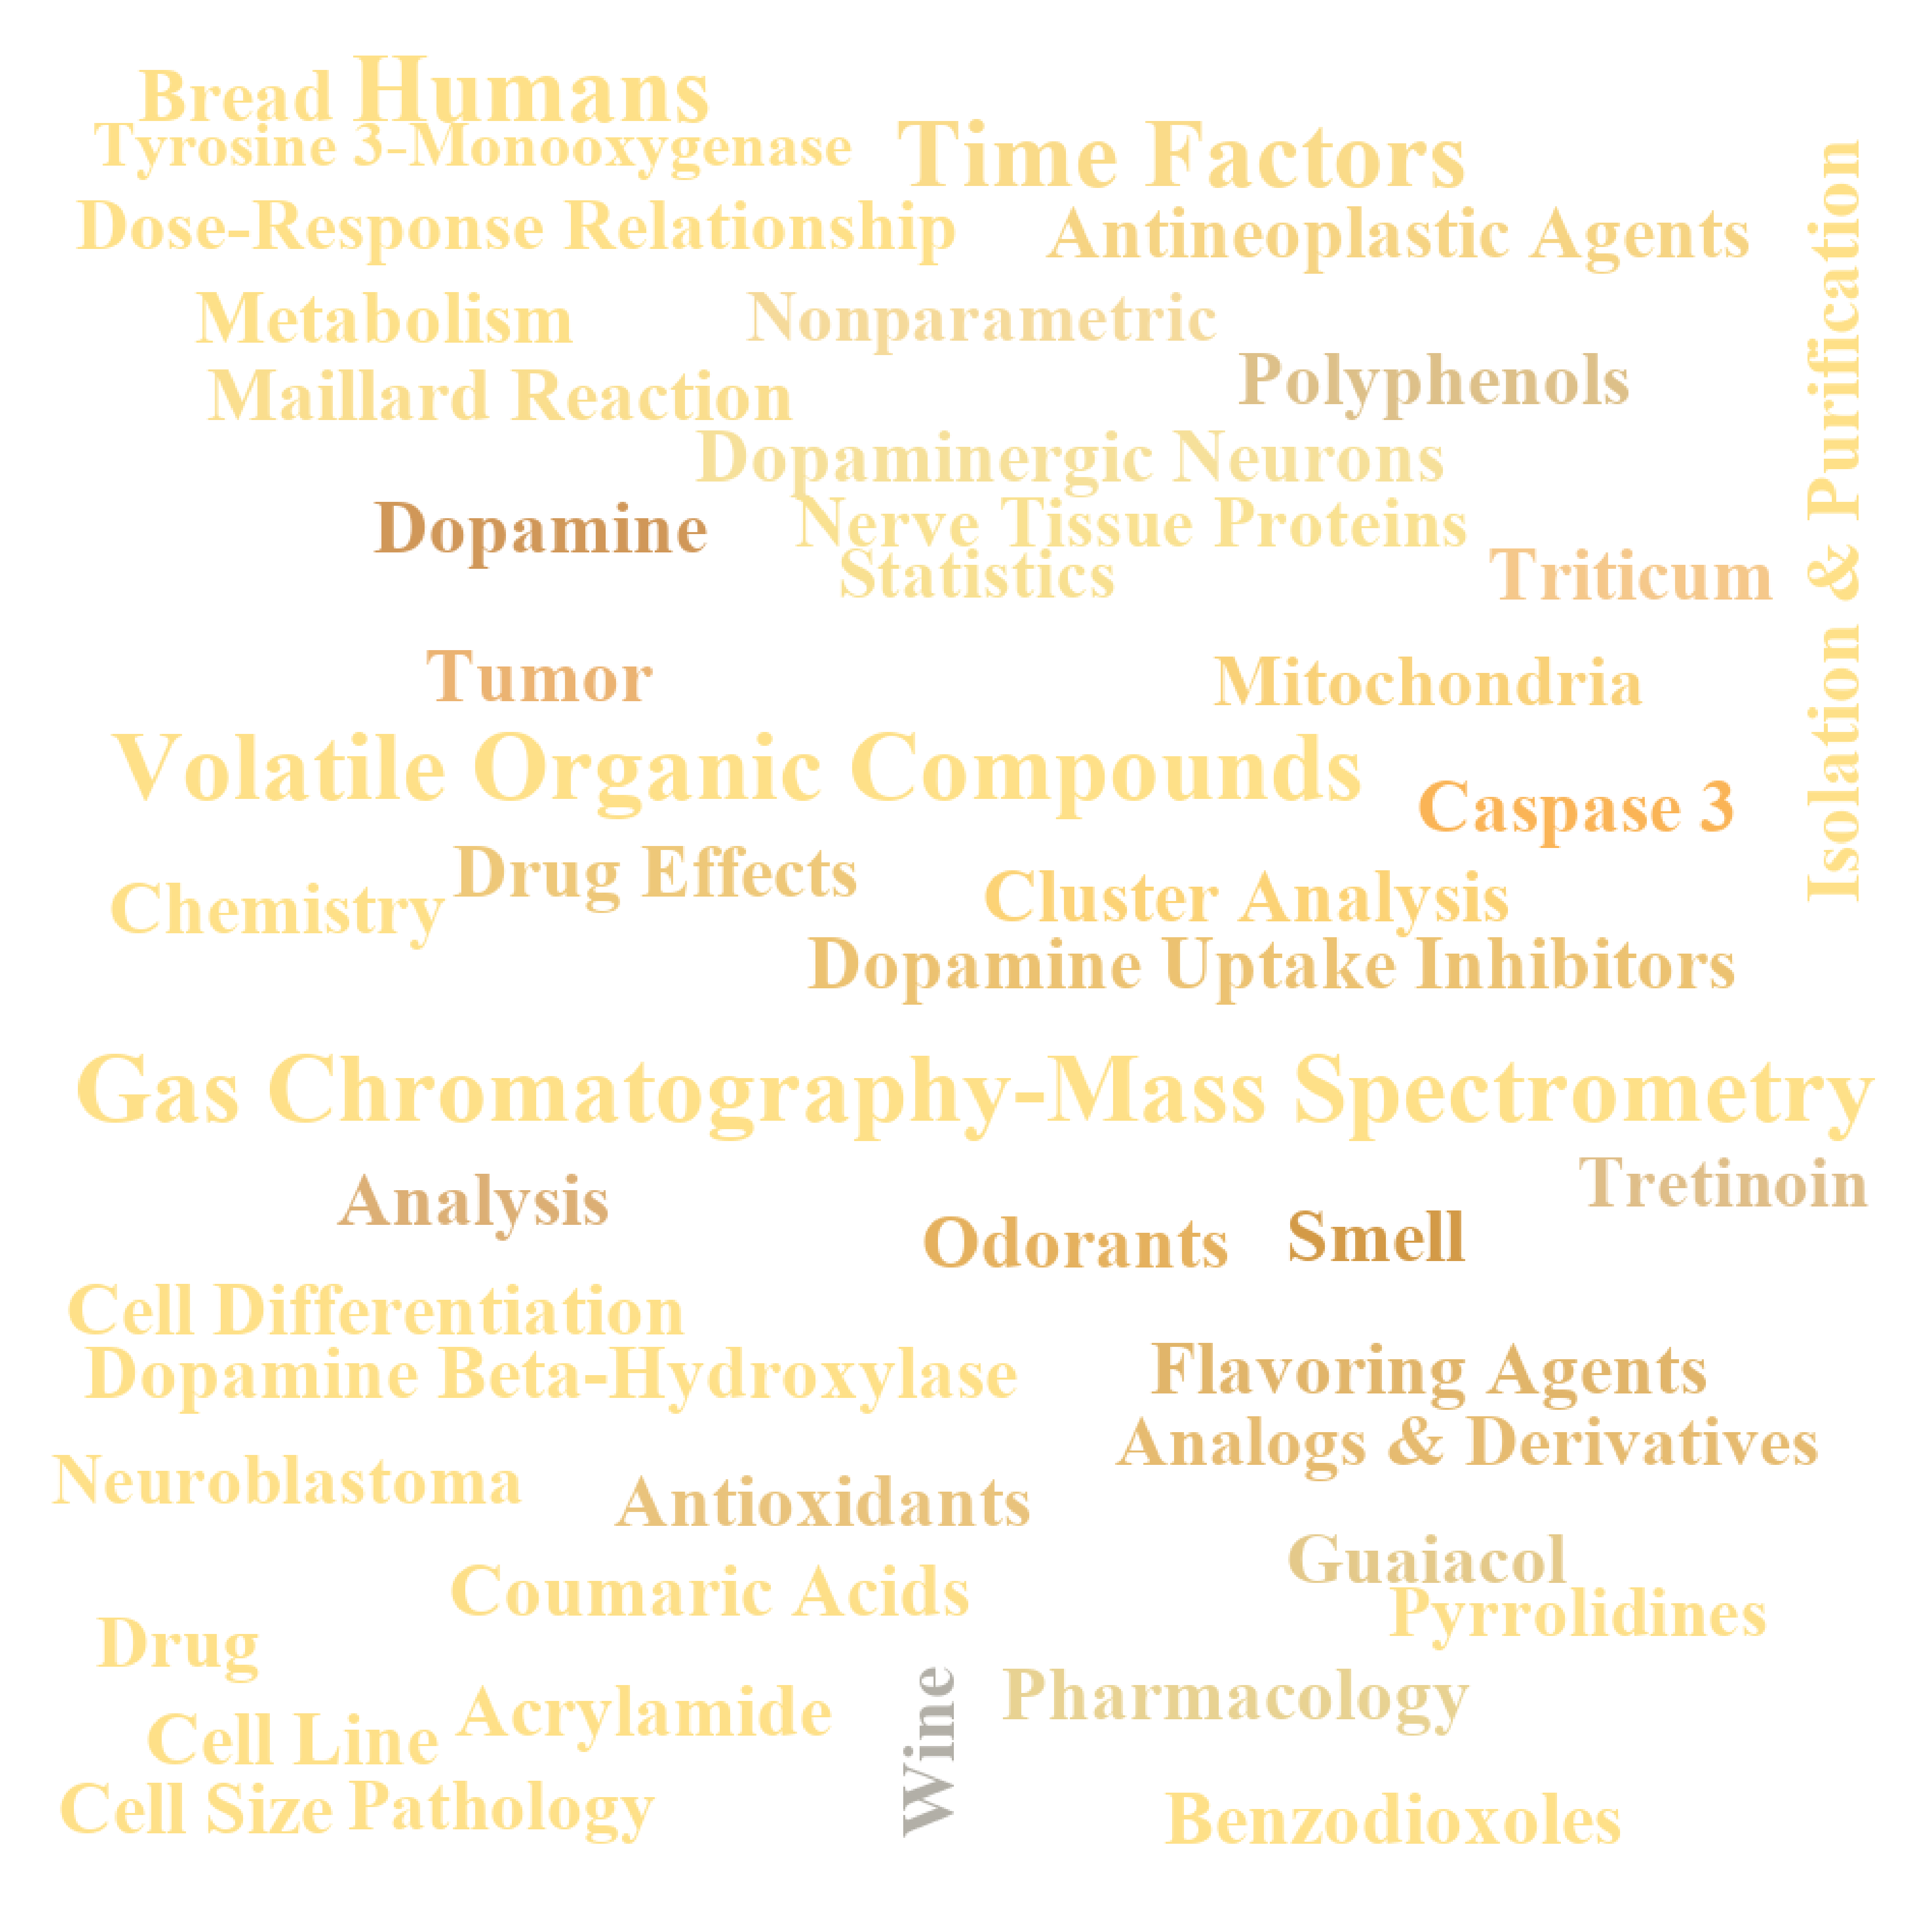 Bread
Humans
Tyrosine 3-Monooxygenase
Time Factors
Dose-Response Relationship
Antineoplastic Agents
Isolation & Purification
Metabolism
Nonparametric
Polyphenols
Maillard Reaction
Dopaminergic Neurons
Dopamine
Nerve Tissue Proteins
Statistics
Triticum
Tumor
Mitochondria
Volatile Organic Compounds
Caspase 3
Drug Effects
Chemistry
Cluster Analysis
Dopamine Uptake Inhibitors
Gas Chromatography-Mass Spectrometry
Analysis
Tretinoin
Odorants
Smell
Cell Differentiation
Dopamine Beta-Hydroxylase
Flavoring Agents
Analogs & Derivatives
Neuroblastoma
Antioxidants
Guaiacol
Coumaric Acids
Pyrrolidines
Drug
Wine
Pharmacology
Acrylamide
Cell Line
Cell Size
Pathology
Benzodioxoles